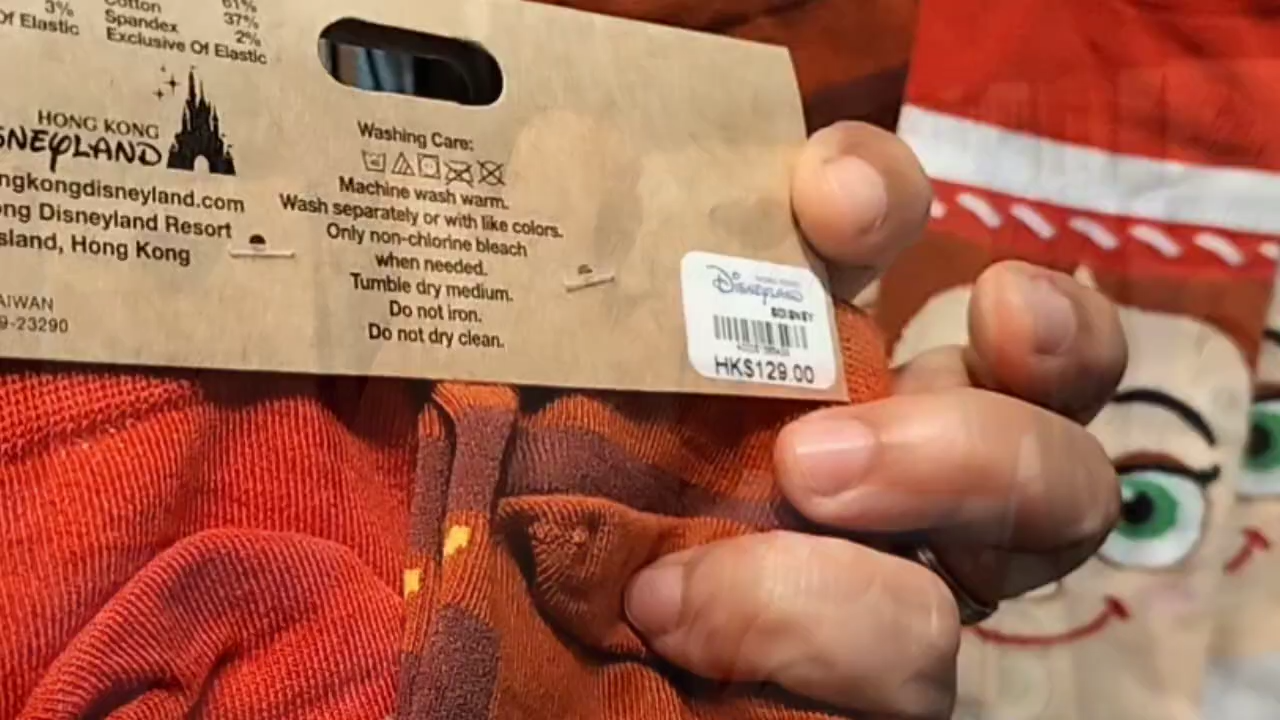 3%
Of Elastic
Cotton 61%
Spandex 37%
Exclusive Of Elastic 2%
HONG KONG
DISNEYLAND
ngkongdisneyland.com
ong Disneyland Resort
sland, Hong Kong
AIWAN
9-23290
Washing Care:
Machine wash warm.
Wash separately or with like colors.
Only non-chlorine bleach
when needed.
Tumble dry medium.
Do not iron.
Do not dry clean.
DISNEYLAND
HK$129.00